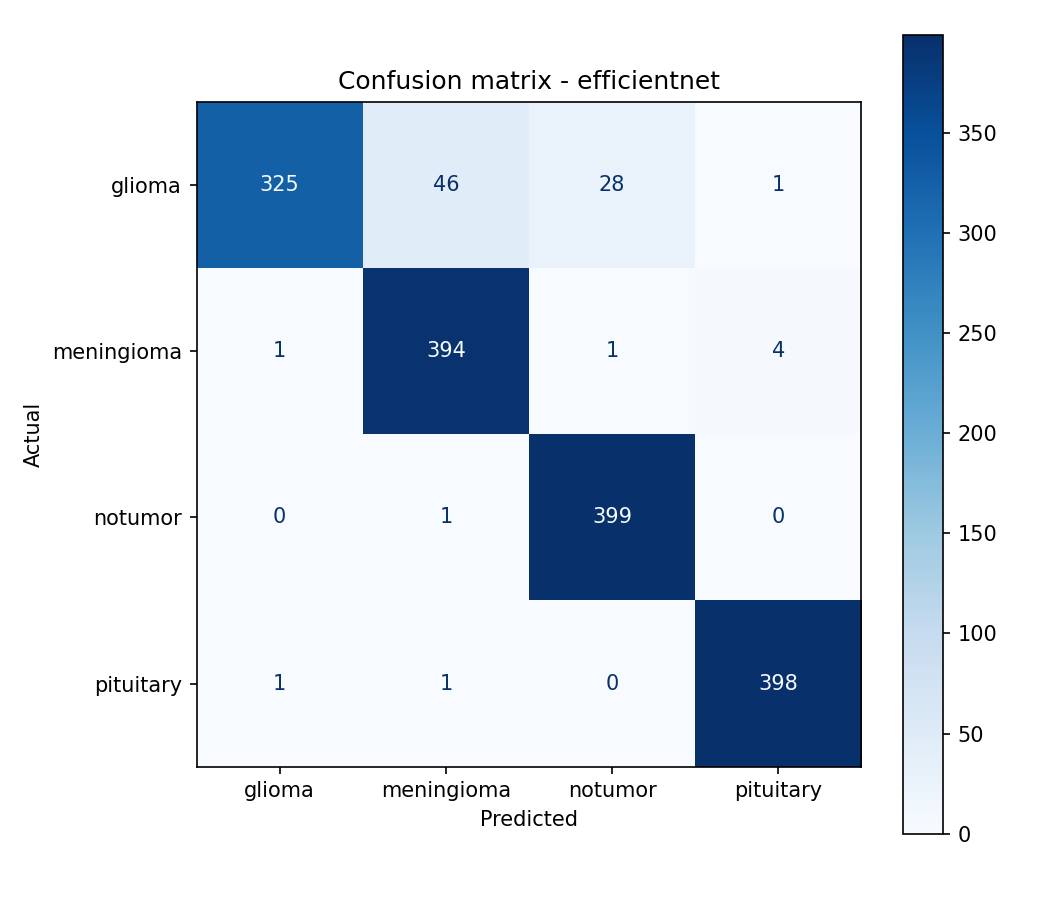 Confusion matrix - efficientnet
glioma 325 46 28 1
meningioma 1 394 1 4
notumor 0 1 399 0
pituitary 1 1 0 398
Actual
glioma meningioma notumor pituitary
Predicted
350
300
250
200
150
100
50
0